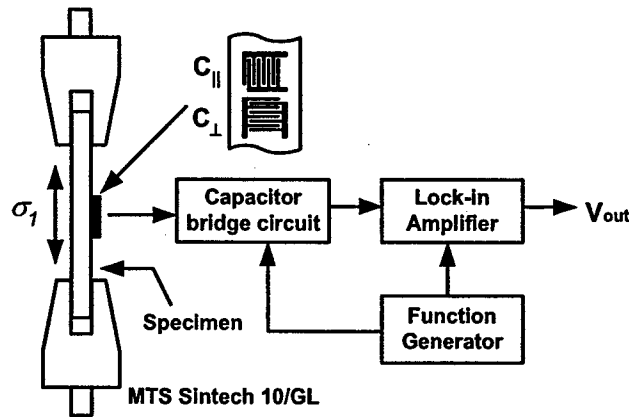 C||
C⊥
σ1
Capacitor
bridge circuit
Lock-in
Amplifier
Vout
Specimen
Function
Generator
MTS Sintech 10/GL